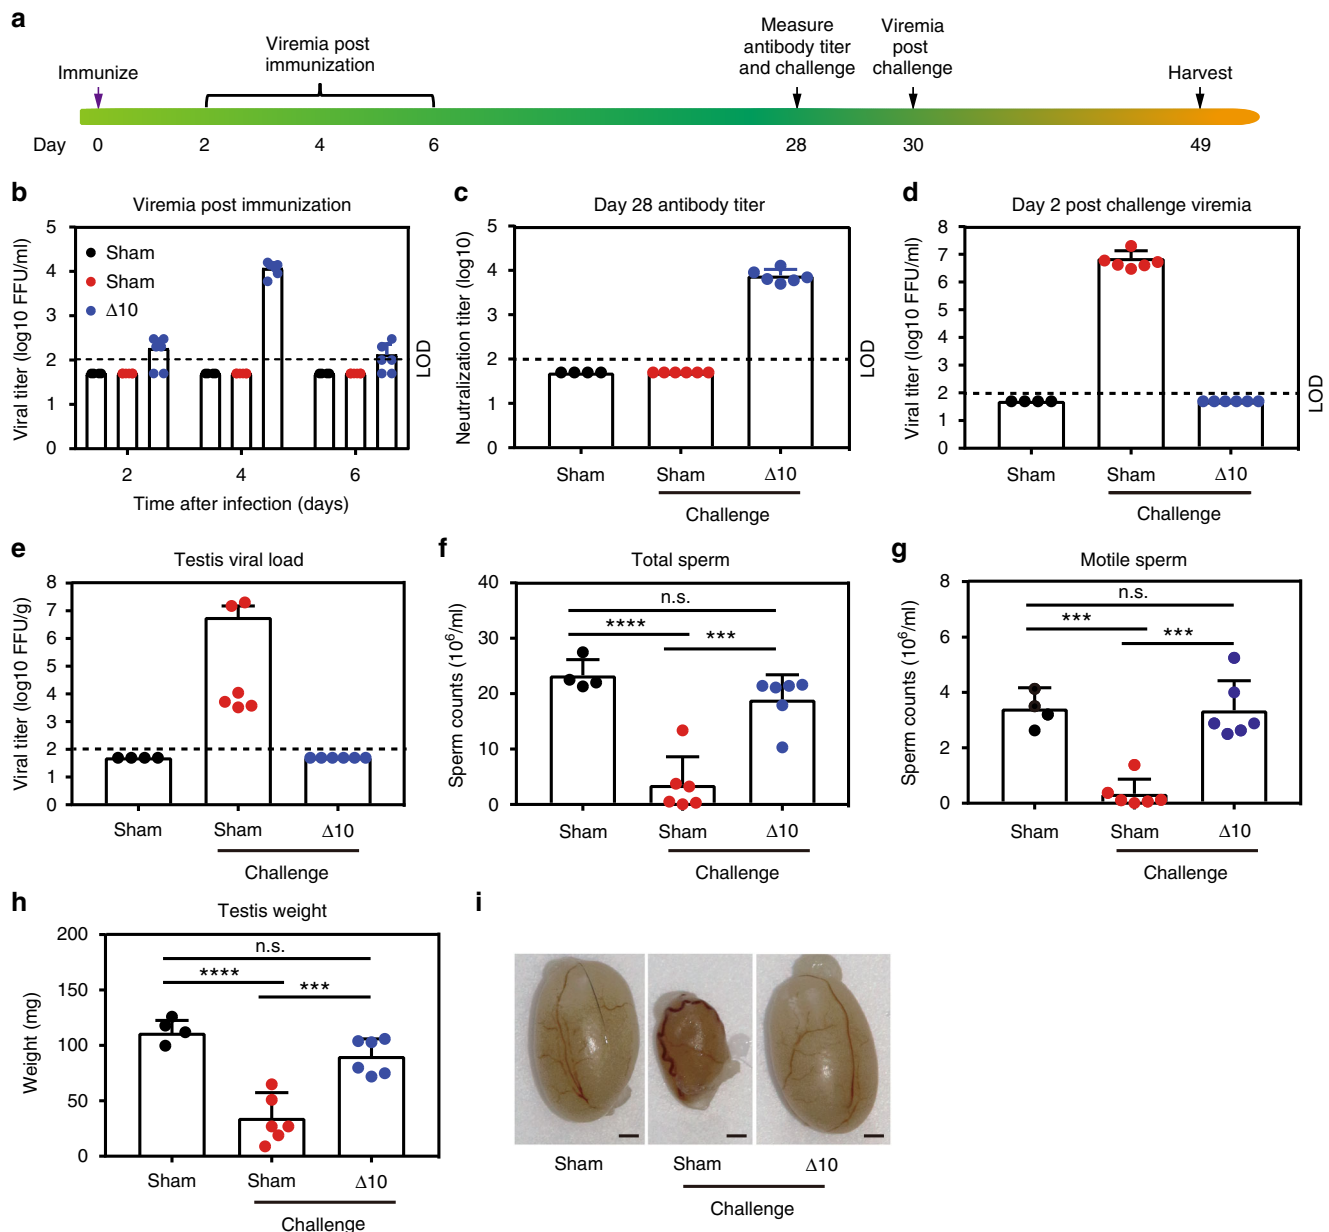 a
Immunize
Viremia post
immunization
Measure
antibody titer
and challenge
Viremia
post
challenge
Harvest
Day 0 2 4 6 28 30 49
b
Viremia post immunization
Viral titer (log10 FFU/ml)
5
4
3
2
1
0
Sham
Sham
Δ10
LOD
2 4 6
Time after infection (days)
c
Day 28 antibody titer
Neutralization titer (log10)
5
4
3
2
1
0
LOD
Sham Sham Δ10
Challenge
d
Day 2 post challenge viremia
Viral titer (log10 FFU/ml)
8
7
6
5
4
3
2
1
0
LOD
Sham Sham Δ10
Challenge
e
Testis viral load
Viral titer (log10 FFU/g)
8
7
6
5
4
3
2
1
0
Sham Sham Δ10
Challenge
f
Total sperm
Sperm counts (10⁶/ml)
40
30
20
10
0
n.s.
****
***
Sham Sham Δ10
Challenge
g
Motile sperm
Sperm counts (10⁶/ml)
8
6
4
2
0
n.s.
***
***
Sham Sham Δ10
Challenge
h
Testis weight
Weight (mg)
200
150
100
50
0
n.s.
****
***
Sham Sham Δ10
Challenge
i
Sham Sham Δ10
Challenge